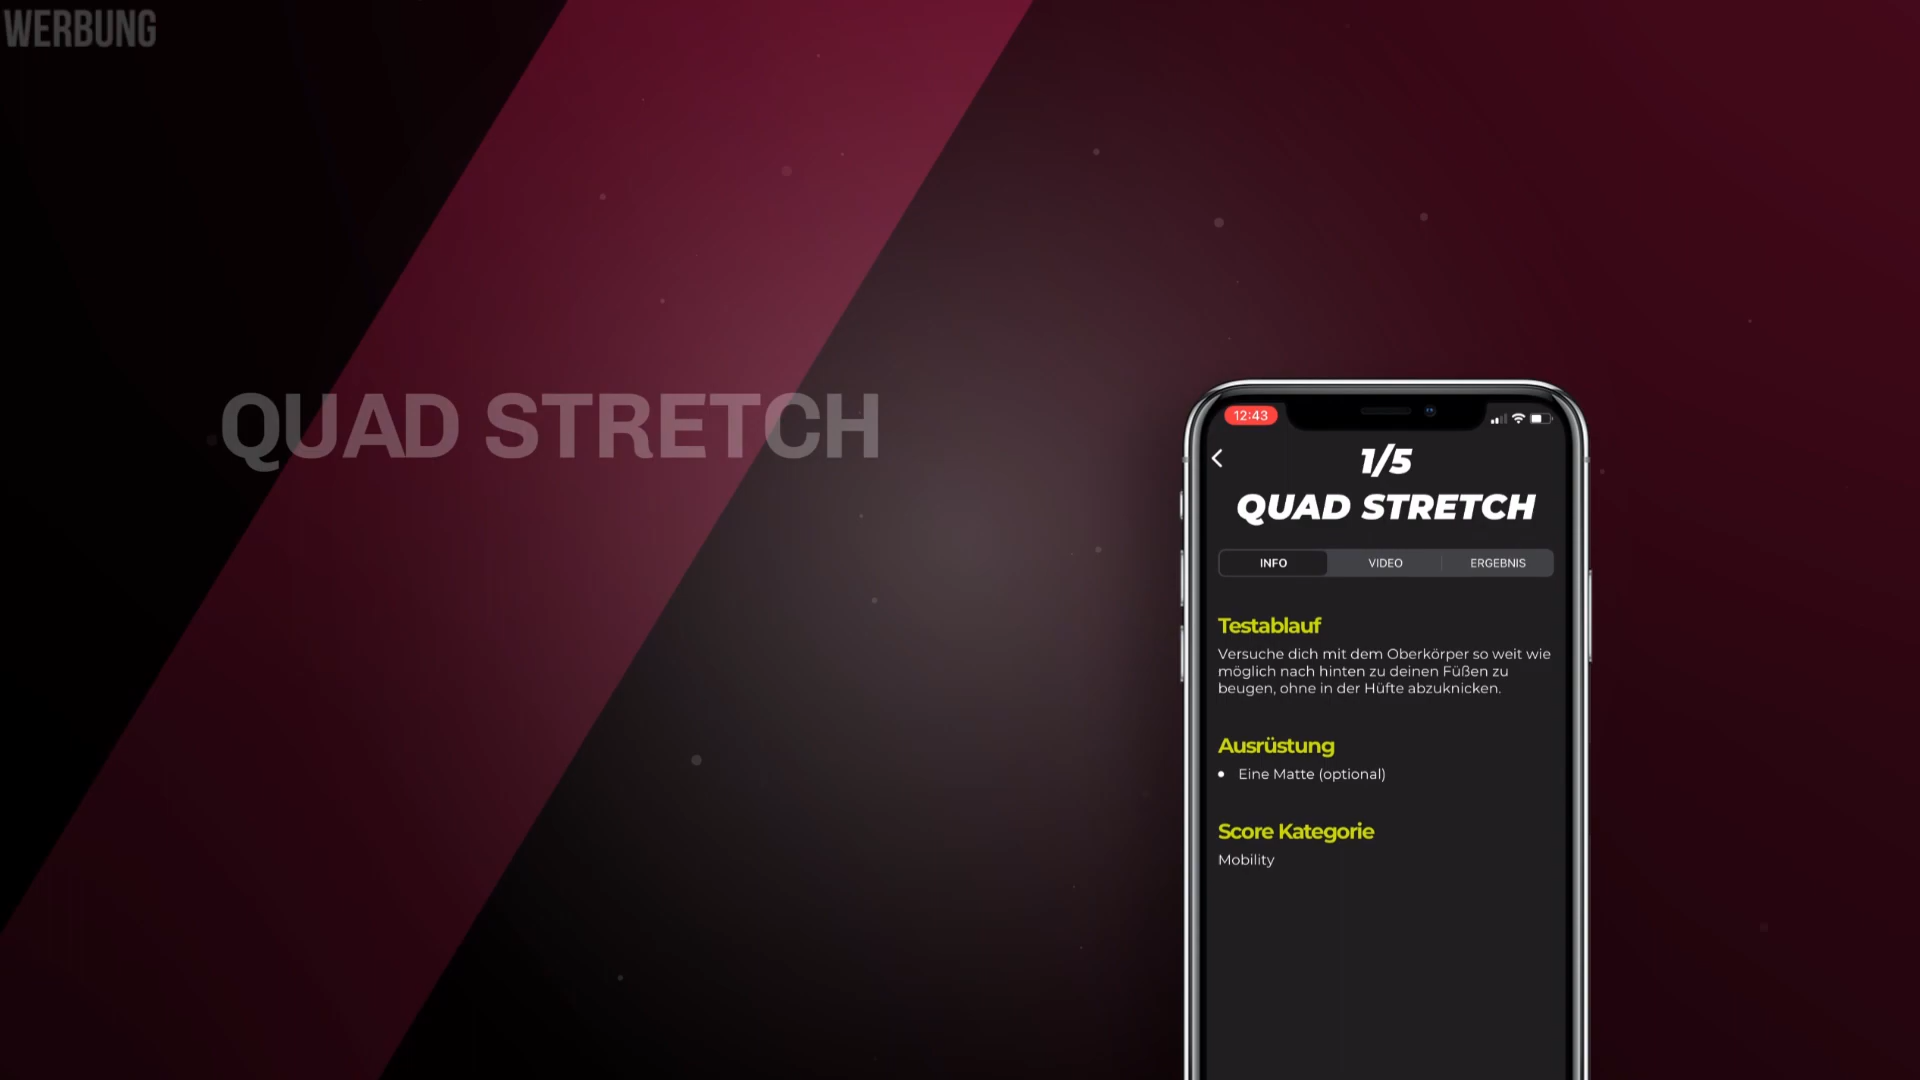 WERBUNG
QUAD STRETCH
12:43
1/5
QUAD STRETCH
INFO VIDEO ERGEBNIS
Testablauf
Versuche dich mit dem Oberkörper so weit wie
möglich nach hinten zu deinen Füßen zu
beugen, ohne in der Hüfte abzuknicken.
Ausrüstung
• Eine Matte (optional)
Score Kategorie
Mobility